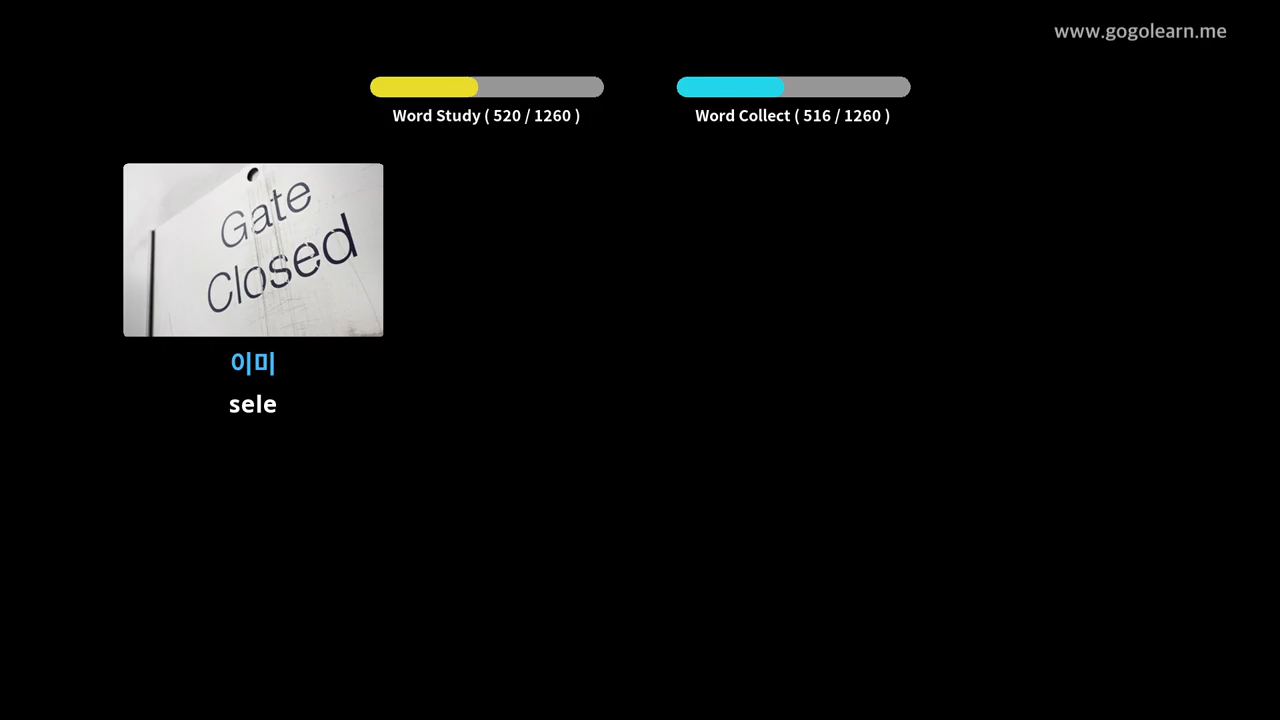 www.gogolearn.me
Word Study ( 520 / 1260 )
Word Collect ( 516 / 1260 )
Gate
Closed
이미
sele